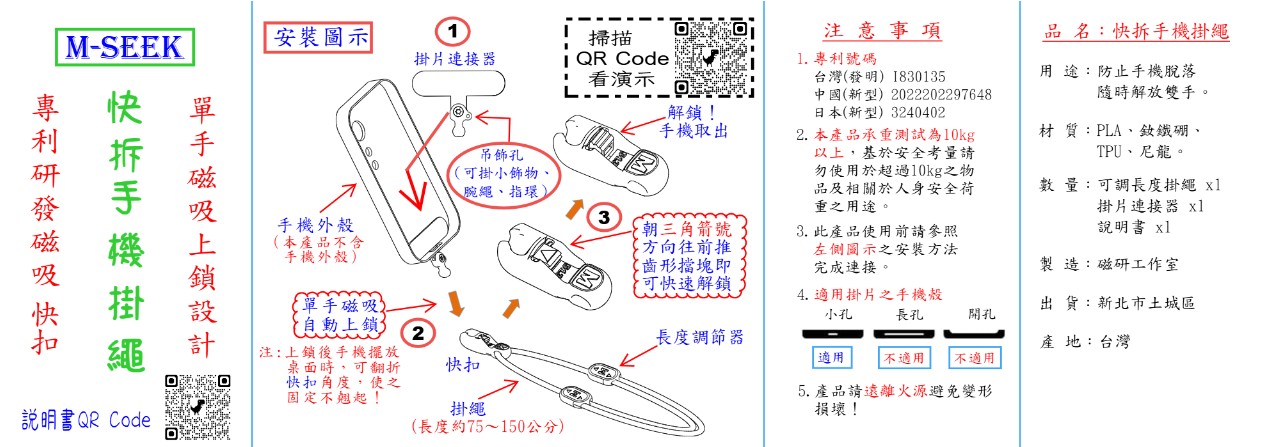 M-SEEK
單手磁吸上鎖設計
快拆手機掛繩
專利研發磁吸快扣
說明書QR Code
安裝圖示
1
掛片連接器
掃描
QR Code
看演示
解鎖！
手機取出
吊飾孔
(可掛小飾物、
腕繩、指環)
手機外殼
(本產品不含
手機外殼)
3
朝三角箭號
方向往前推
齒形擋塊即
可快速解鎖
單手磁吸
自動上鎖
2
注:上鎖後手機擺放
桌面時，可翻折
快扣角度，使之
固定不翹起！
快扣
長度調節器
掛繩
(長度約75～150公分)
注意事項
1.專利號碼
台灣(發明) I830135
中國(新型) 2022202297648
日本(新型) 3240402
2.本產品承重測試為10kg
以上，基於安全考量請
勿使用於超過10kg之物
品及相關於人身安全荷
重之用途。
3.此產品使用前請參照
左側圖示之安裝方法
完成連接。
4.適用掛片之手機殼
小孔 長孔 開孔
適用 不適用 不適用
5.產品請遠離火源避免變形
損壞！
品 名：快拆手機掛繩
用 途：防止手機脫落
隨時解放雙手。
材 質：PLA、釹鐵硼、
TPU、尼龍。
數 量：可調長度掛繩 x1
掛片連接器 x1
說明書 x1
製 造：磁研工作室
出 貨：新北市土城區
產 地：台灣